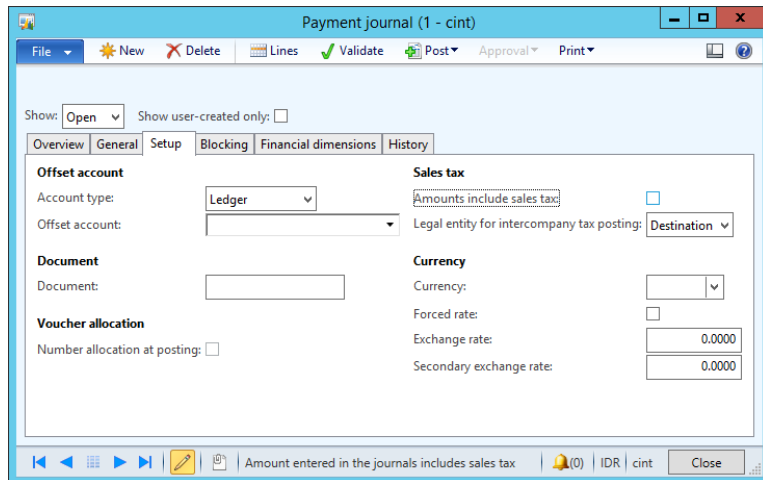 Payment journal (1 - cint)
File New Delete Lines Validate Post Approval Print
Show: Open Show user-created only:
Overview General Setup Blocking Financial dimensions History
Offset account Sales tax
Account type: Ledger Amounts include sales tax:
Offset account: Legal entity for intercompany tax posting: Destination
Document Currency
Document: Currency:
Voucher allocation Forced rate:
Number allocation at posting: Exchange rate: 0.0000
Secondary exchange rate: 0.0000
Amount entered in the journals includes sales tax (0) IDR cint Close